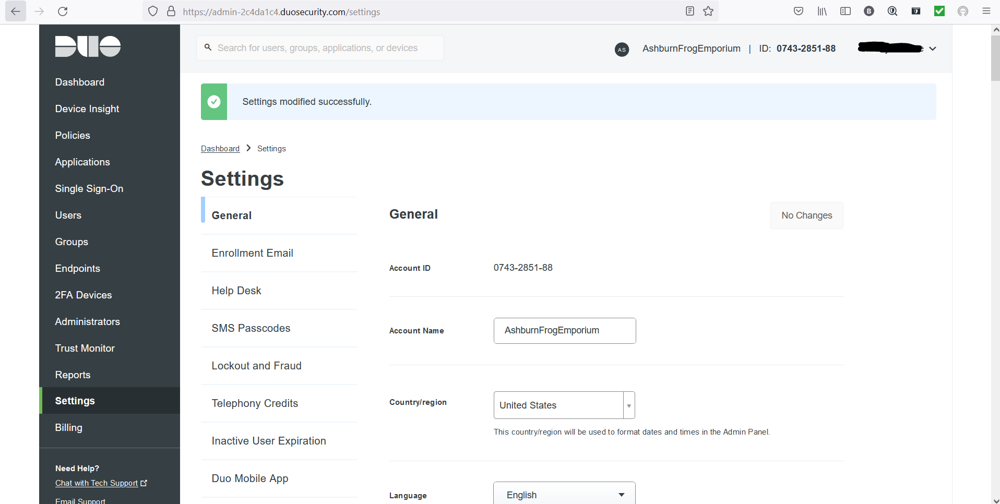 https://admin-2c4da1c4.duosecurity.com/settings
B
DUO
Search for users, groups, applications, or devices
AS
AshburnFrogEmporium | ID: 0743-2851-88
Dashboard
Device Insight
Policies
Applications
Single Sign-On
Users
Groups
Endpoints
2FA Devices
Administrators
Trust Monitor
Reports
Settings
Billing
Need Help?
Chat with Tech Support
Email Support
Settings modified successfully.
Dashboard > Settings
Settings
General
Enrollment Email
Help Desk
SMS Passcodes
Lockout and Fraud
Telephony Credits
Inactive User Expiration
Duo Mobile App
General
No Changes
Account ID 0743-2851-88
Account Name AshburnFrogEmporium
Country/region United States
This country/region will be used to format dates and times in the Admin Panel.
Language English